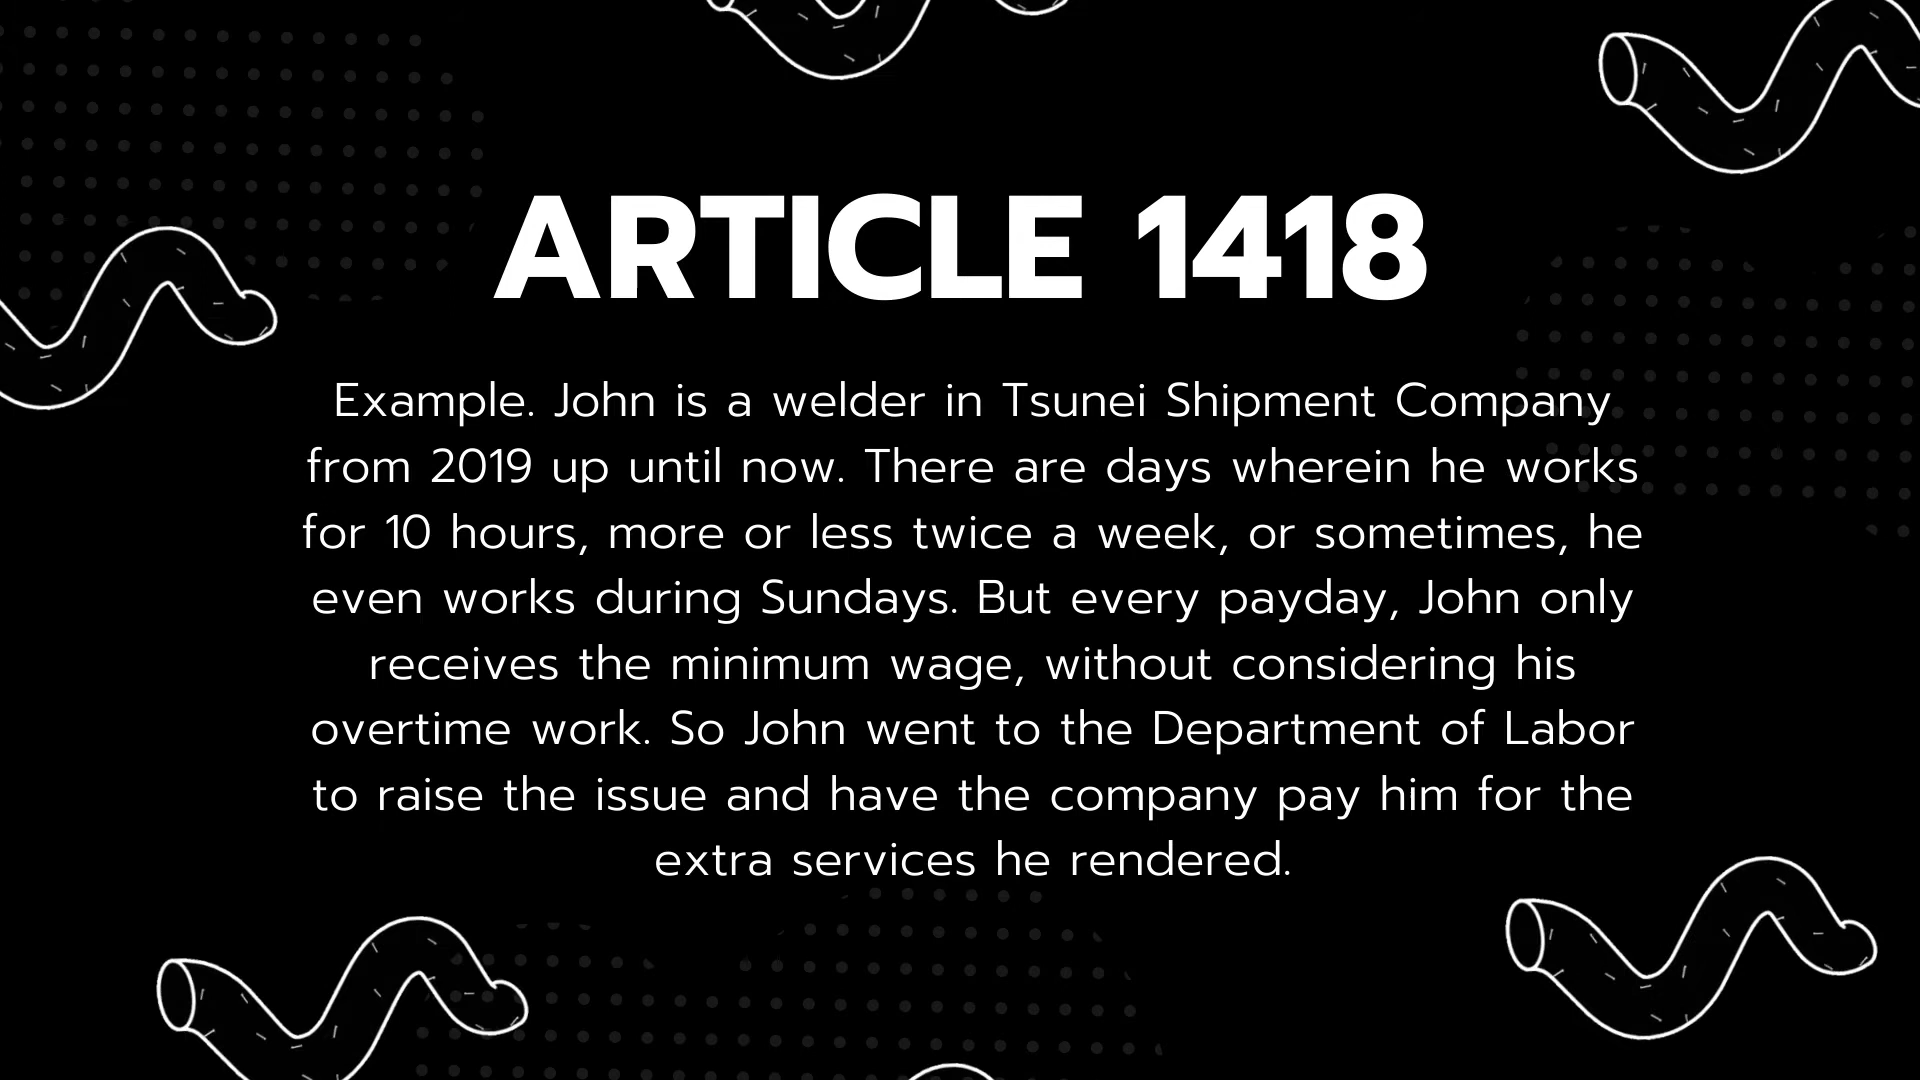 ARTICLE 1418
Example. John is a welder in Tsunei Shipment Company
from 2019 up until now. There are days wherein he works
for 10 hours, more or less twice a week, or sometimes, he
even works during Sundays. But every payday, John only
receives the minimum wage, without considering his
overtime work. So John went to the Department of Labor
to raise the issue and have the company pay him for the
extra services he rendered.